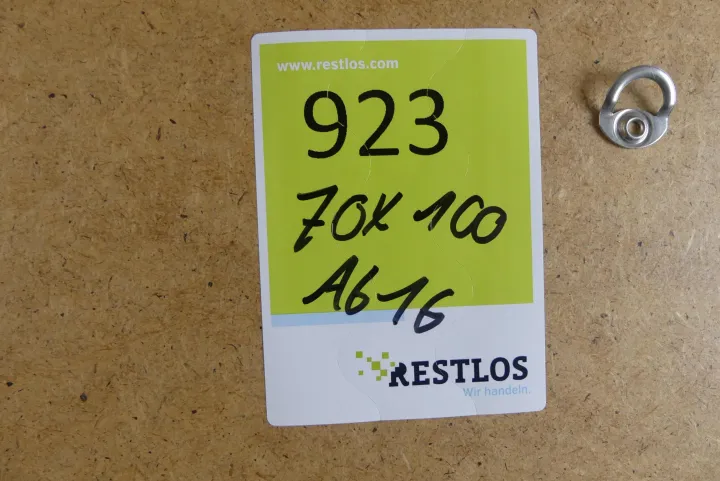 www.restlos.com
923
70X100
A616
RESTLOS
Wir handeln.